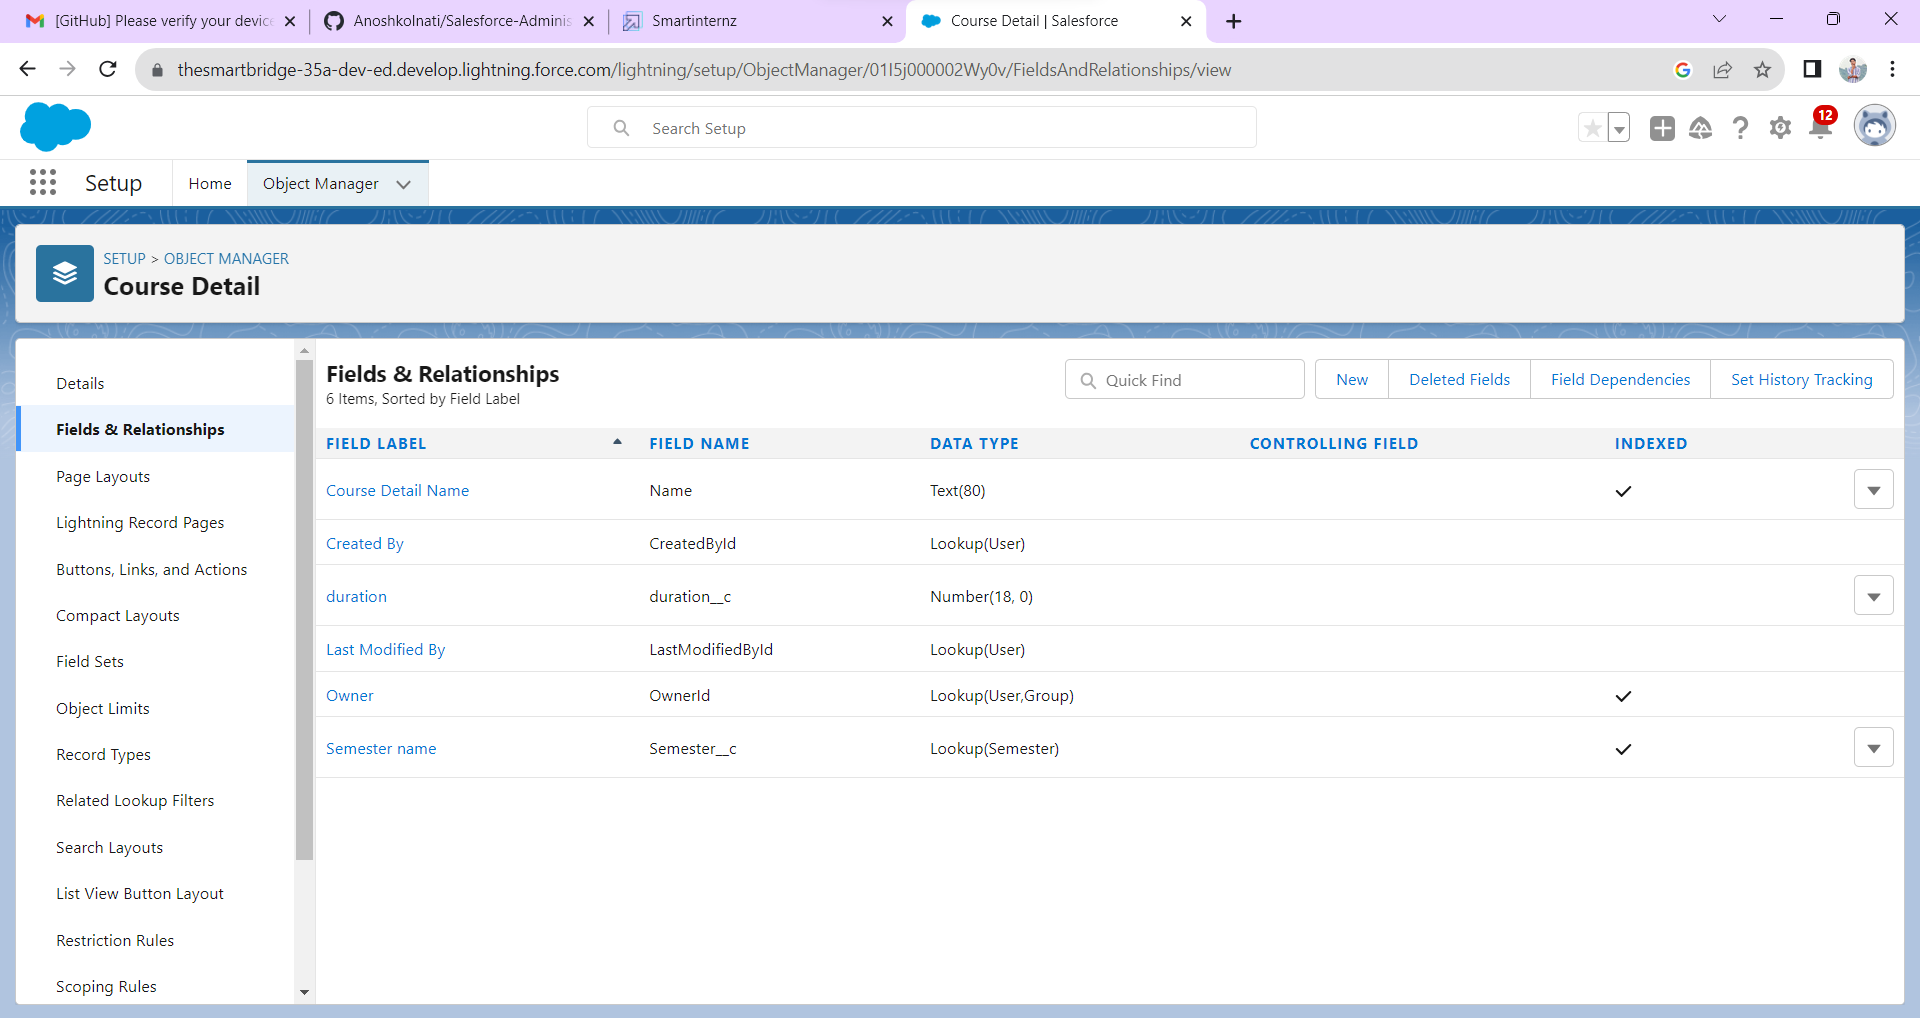 [GitHub] Please verify your device
Anoshkolnati/Salesforce-Adminis
Smartinternz
Course Detail | Salesforce
thesmartbridge-35a-dev-ed.develop.lightning.force.com/lightning/setup/ObjectManager/01I5j000002Wy0v/FieldsAndRelationships/view
Search Setup
12
Setup
Home
Object Manager
SETUP > OBJECT MANAGER
Course Detail
Details
Fields & Relationships
Page Layouts
Lightning Record Pages
Buttons, Links, and Actions
Compact Layouts
Field Sets
Object Limits
Record Types
Related Lookup Filters
Search Layouts
List View Button Layout
Restriction Rules
Scoping Rules
Fields & Relationships
6 Items, Sorted by Field Label
Quick Find
New
Deleted Fields
Field Dependencies
Set History Tracking
FIELD LABEL FIELD NAME DATA TYPE CONTROLLING FIELD INDEXED
Course Detail Name Name Text(80)
Created By CreatedById Lookup(User)
duration duration__c Number(18, 0)
Last Modified By LastModifiedById Lookup(User)
Owner OwnerId Lookup(User,Group)
Semester name Semester__c Lookup(Semester)